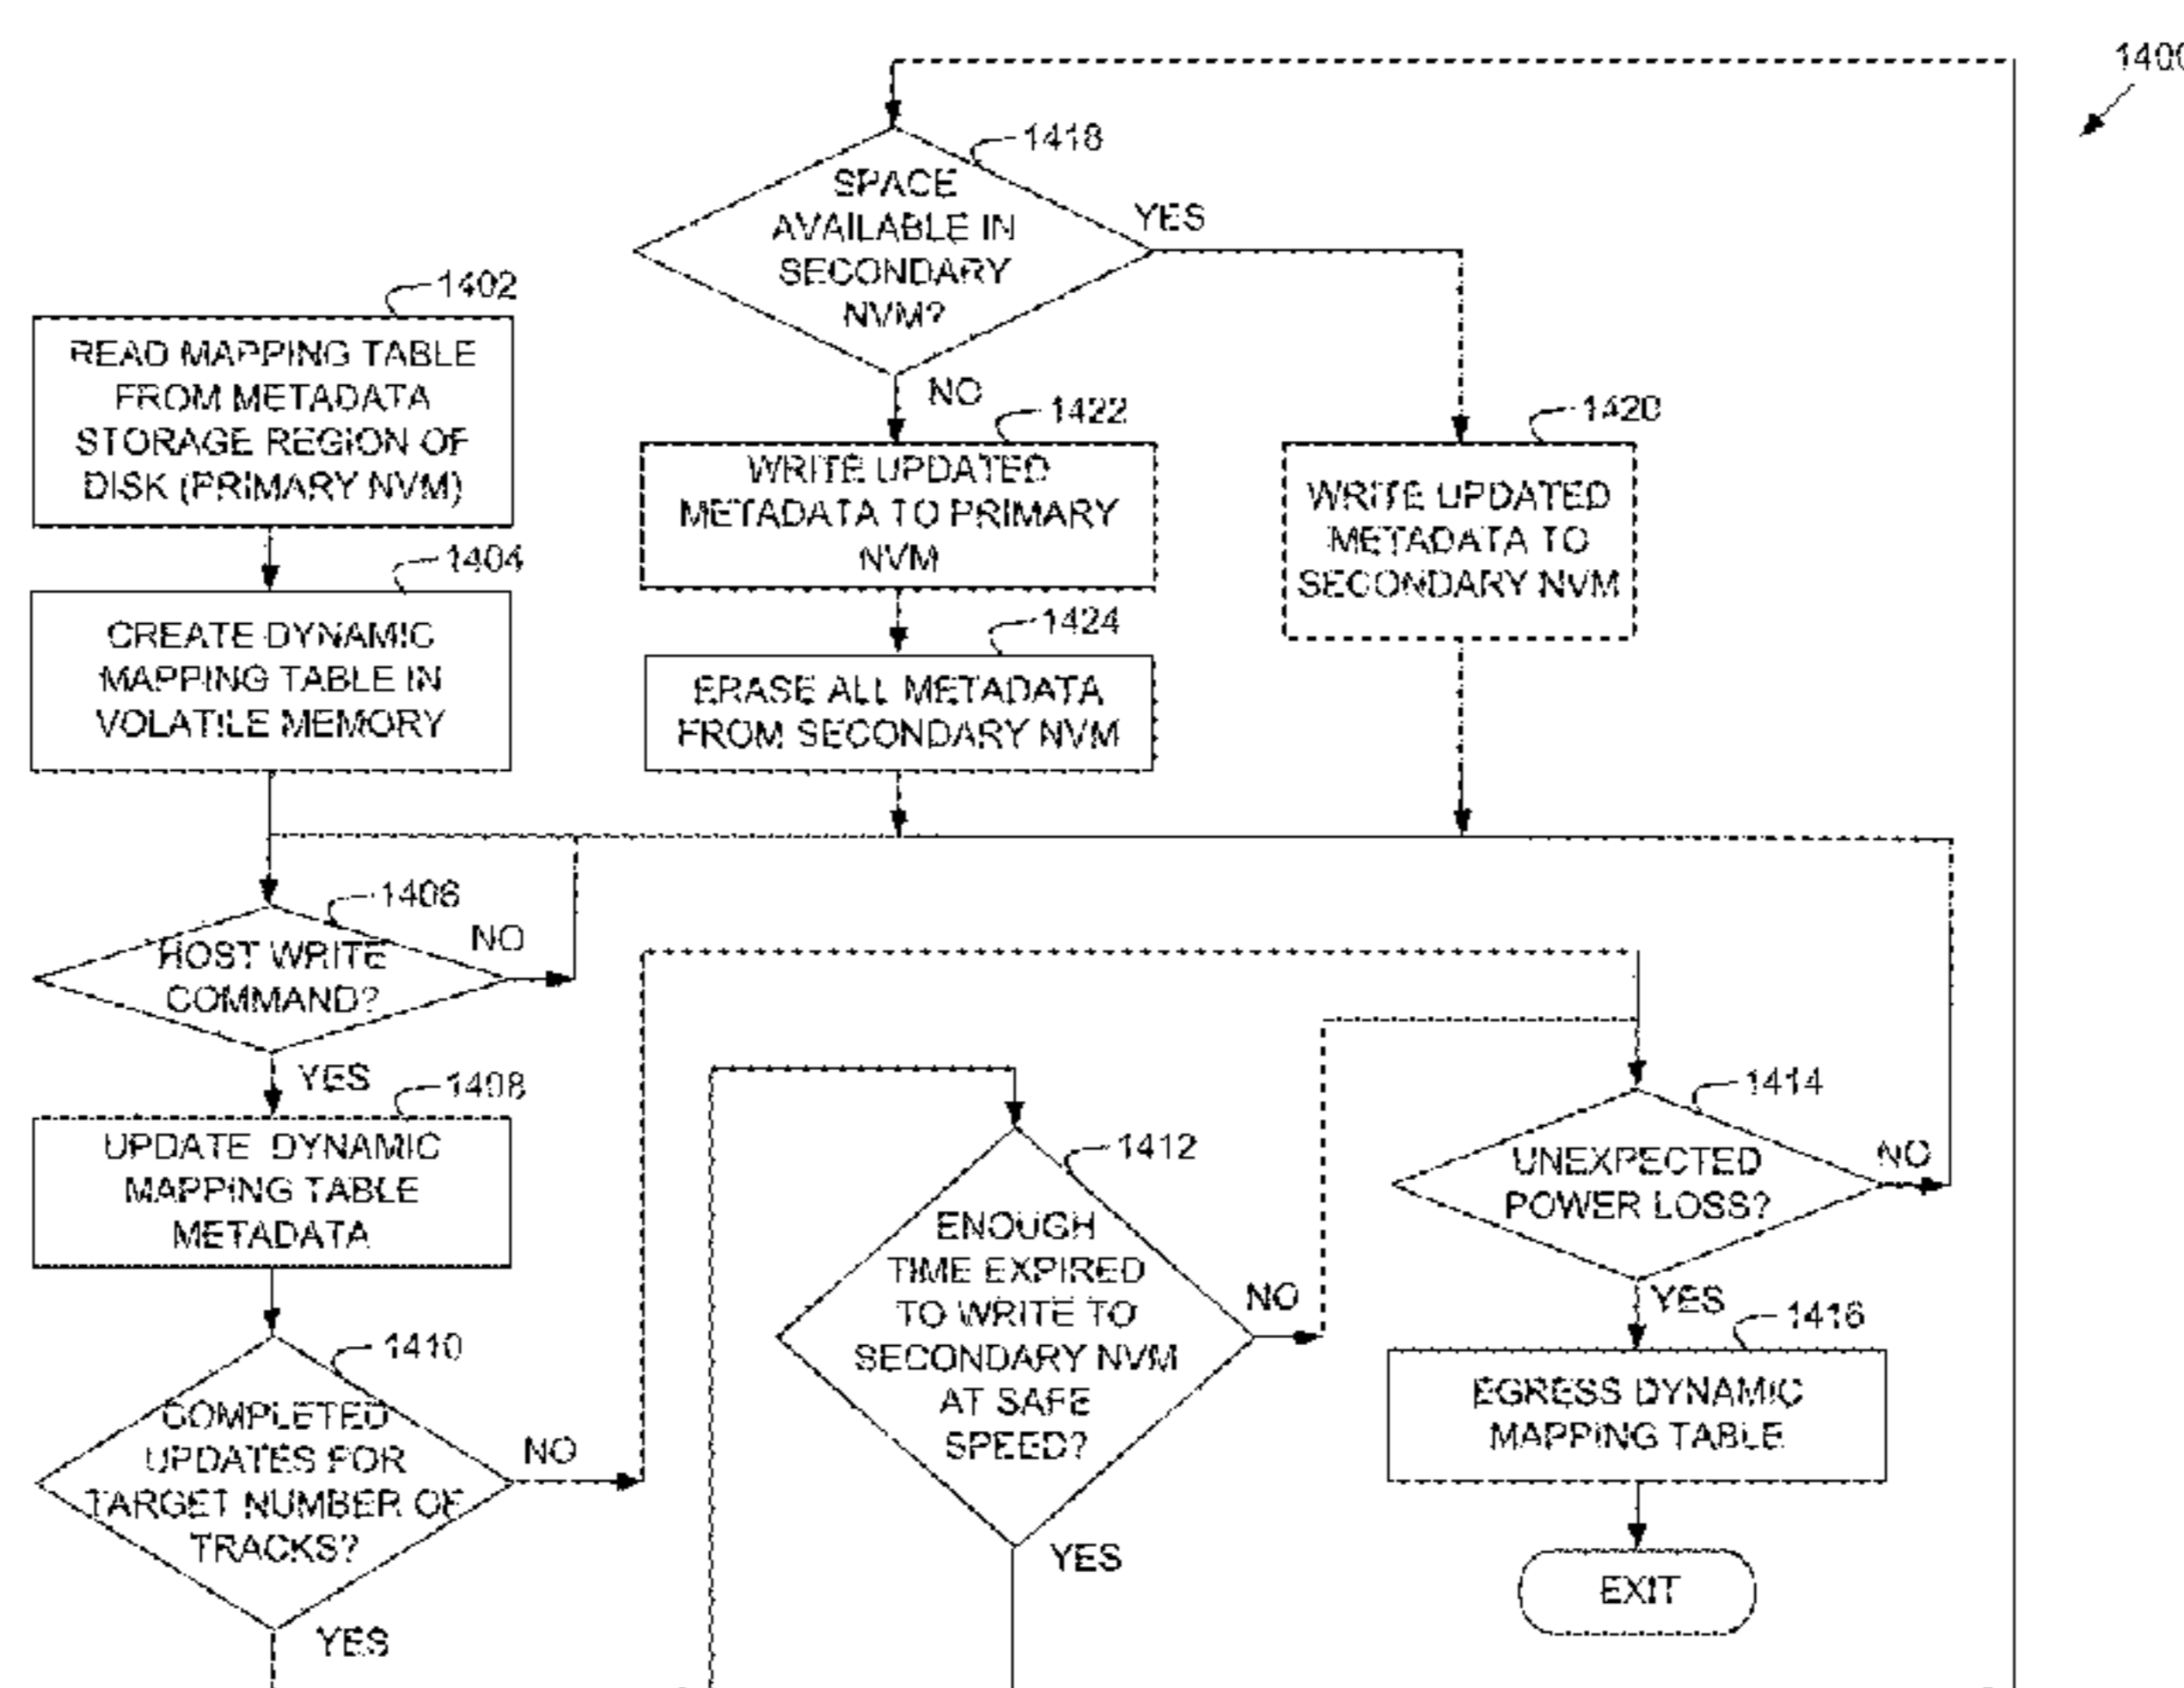 1400
1418
SPACE
AVAILABLE IN
SECONDARY
NVM?
YES
NO
1402
READ MAPPING TABLE
FROM METADATA
STORAGE REGION OF
DISK (PRIMARY NVM)
1404
CREATE DYNAMIC
MAPPING TABLE IN
VOLATILE MEMORY
1422
WRITE UPDATED
METADATA TO PRIMARY
NVM
1424
ERASE ALL METADATA
FROM SECONDARY NVM
1420
WRITE UPDATED
METADATA TO
SECONDARY NVM
1406
HOST WRITE
COMMAND?
NO
YES
1408
UPDATE DYNAMIC
MAPPING TABLE
METADATA
1410
COMPLETED
UPDATES FOR
TARGET NUMBER OF
TRACKS?
NO
YES
1412
ENOUGH
TIME EXPIRED
TO WRITE TO
SECONDARY NVM
AT SAFE
SPEED?
NO
YES
1414
UNEXPECTED
POWER LOSS?
NO
YES
1416
EGRESS DYNAMIC
MAPPING TABLE
EXIT